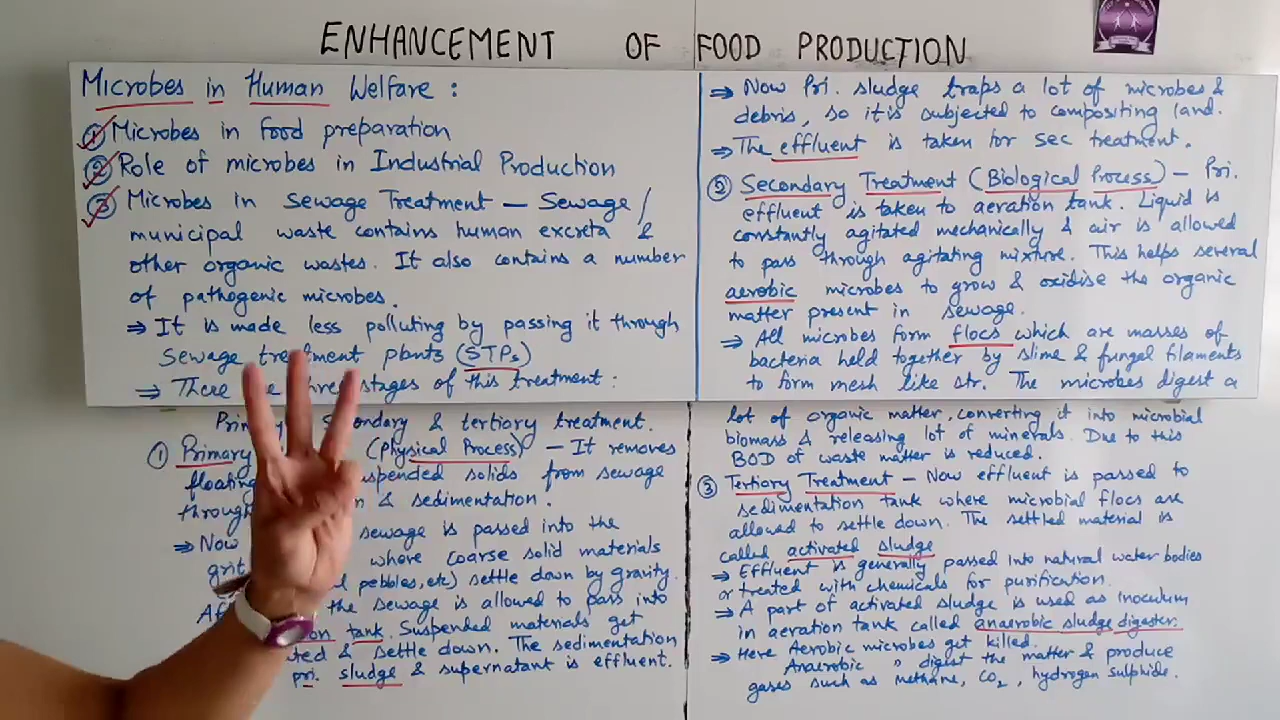 ENHANCEMENT OF FOOD PRODUCTION
Microbes in Human Welfare :
① Microbes in food preparation
② Role of microbes in Industrial Production
③ Microbes in Sewage Treatment — Sewage/
municipal waste contains human excreta &
other organic wastes. It also contains a number
of pathogenic microbes.
⇒ It is made less polluting by passing it through
Sewage treatment plants (STPs)
⇒ There three stages of this treatment :
Secondary & tertiary treatment.
① Primary (Physical Process) — It removes
suspended solids from sewage
& sedimentation.
⇒ Now sewage is passed into the
grit where coarse solid materials
pebbles, etc) settle down by gravity.
the sewage is allowed to pass into
tank. Suspended materials get
& settle down. The sedimentation
pri. sludge & supernatant is effluent.
⇒ Now Pri. sludge traps a lot of microbes &
debris, so it is subjected to compositing land.
⇒ The effluent is taken for sec treatment.
② Secondary Treatment (Biological Process) — Pri.
effluent is taken to aeration tank. Liquid is
constantly agitated mechanically & air is allowed
to pass through agitating mixture. This helps several
aerobic microbes to grow & oxidise the organic
matter present in sewage.
⇒ All microbes form flocs which are masses of
bacteria held together by slime & fungal filaments
to form mesh like str. The microbes digest a
lot of organic matter, converting it into microbial
biomass & releasing lot of minerals. Due to this
BOD of waste matter is reduced.
③ Tertiary Treatment — Now effluent is passed to
sedimentation tank where microbial flocs are
allowed to settle down. The settled material is
called activated sludge
⇒ Effluent is generally passed into natural water bodies
or treated with chemicals for purification.
⇒ A part of activated sludge is used as inoculum
in aeration tank called anaerobic sludge digester.
⇒ Here Aerobic microbes get killed.
Anaerobic " digest the matter & produce
gases such as methane, CO₂, hydrogen sulphide.